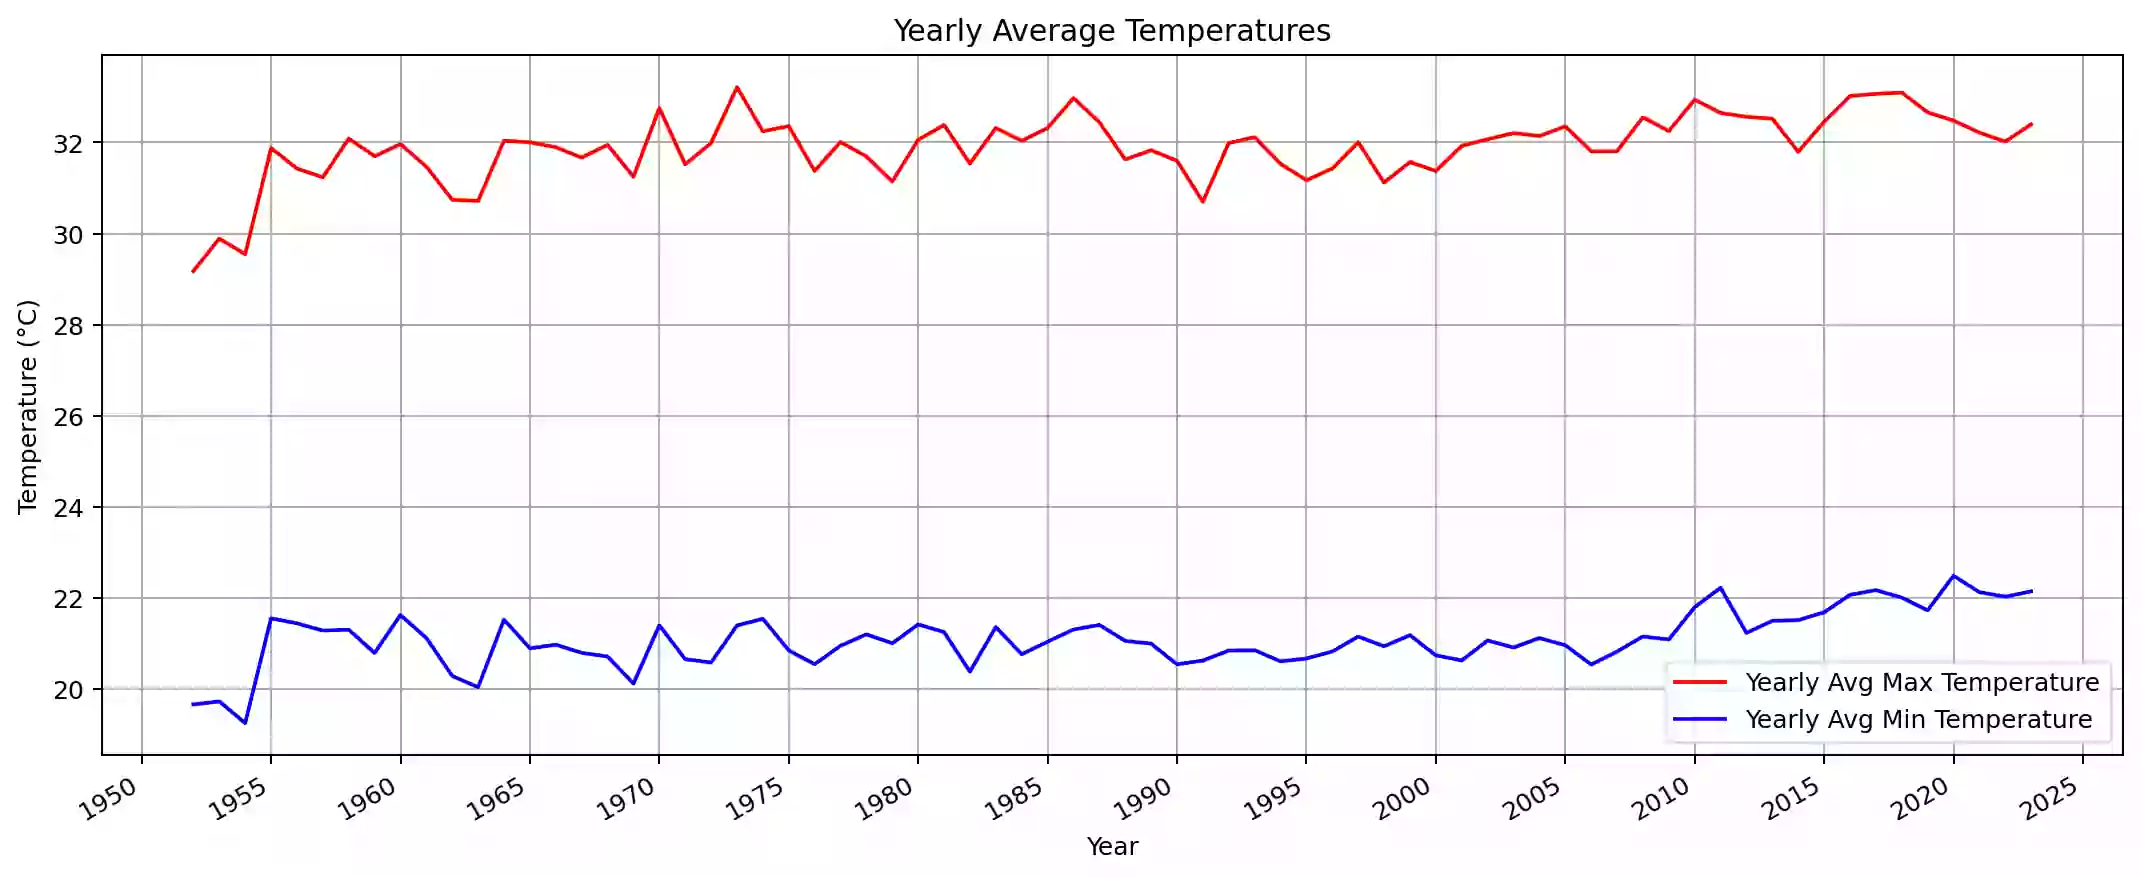 Yearly Average Temperatures
Temperature (°C)
32
30
28
26
24
22
20
Yearly Avg Max Temperature
Yearly Avg Min Temperature
1950 1955 1960 1965 1970 1975 1980 1985 1990 1995 2000 2005 2010 2015 2020 2025
Year